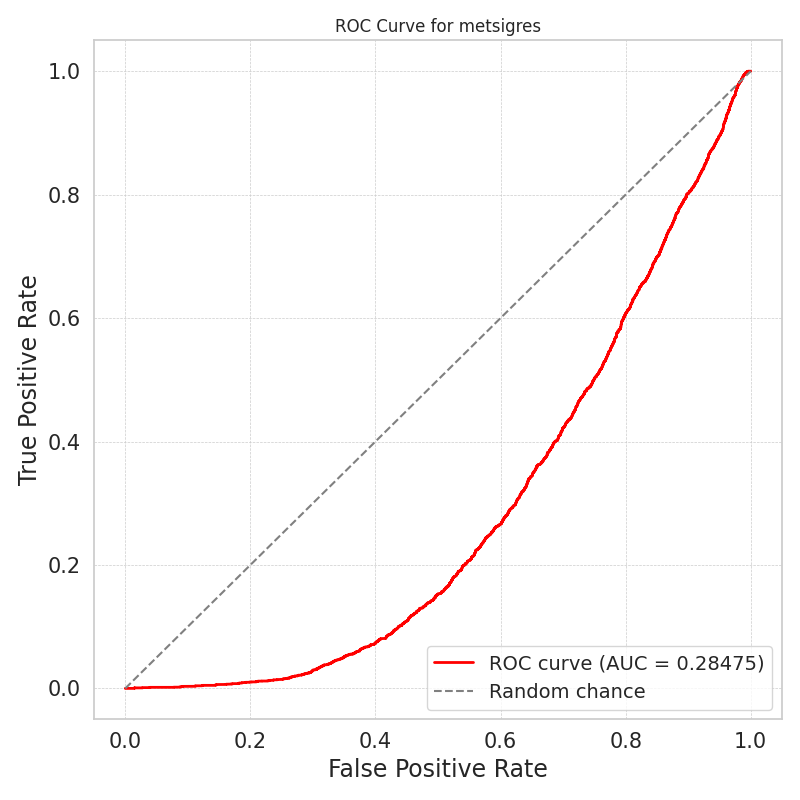 ROC Curve for metsigres
1.0
0.8
0.6
0.4
0.2
0.0
True Positive Rate
ROC curve (AUC = 0.28475)
Random chance
0.0 0.2 0.4 0.6 0.8 1.0
False Positive Rate